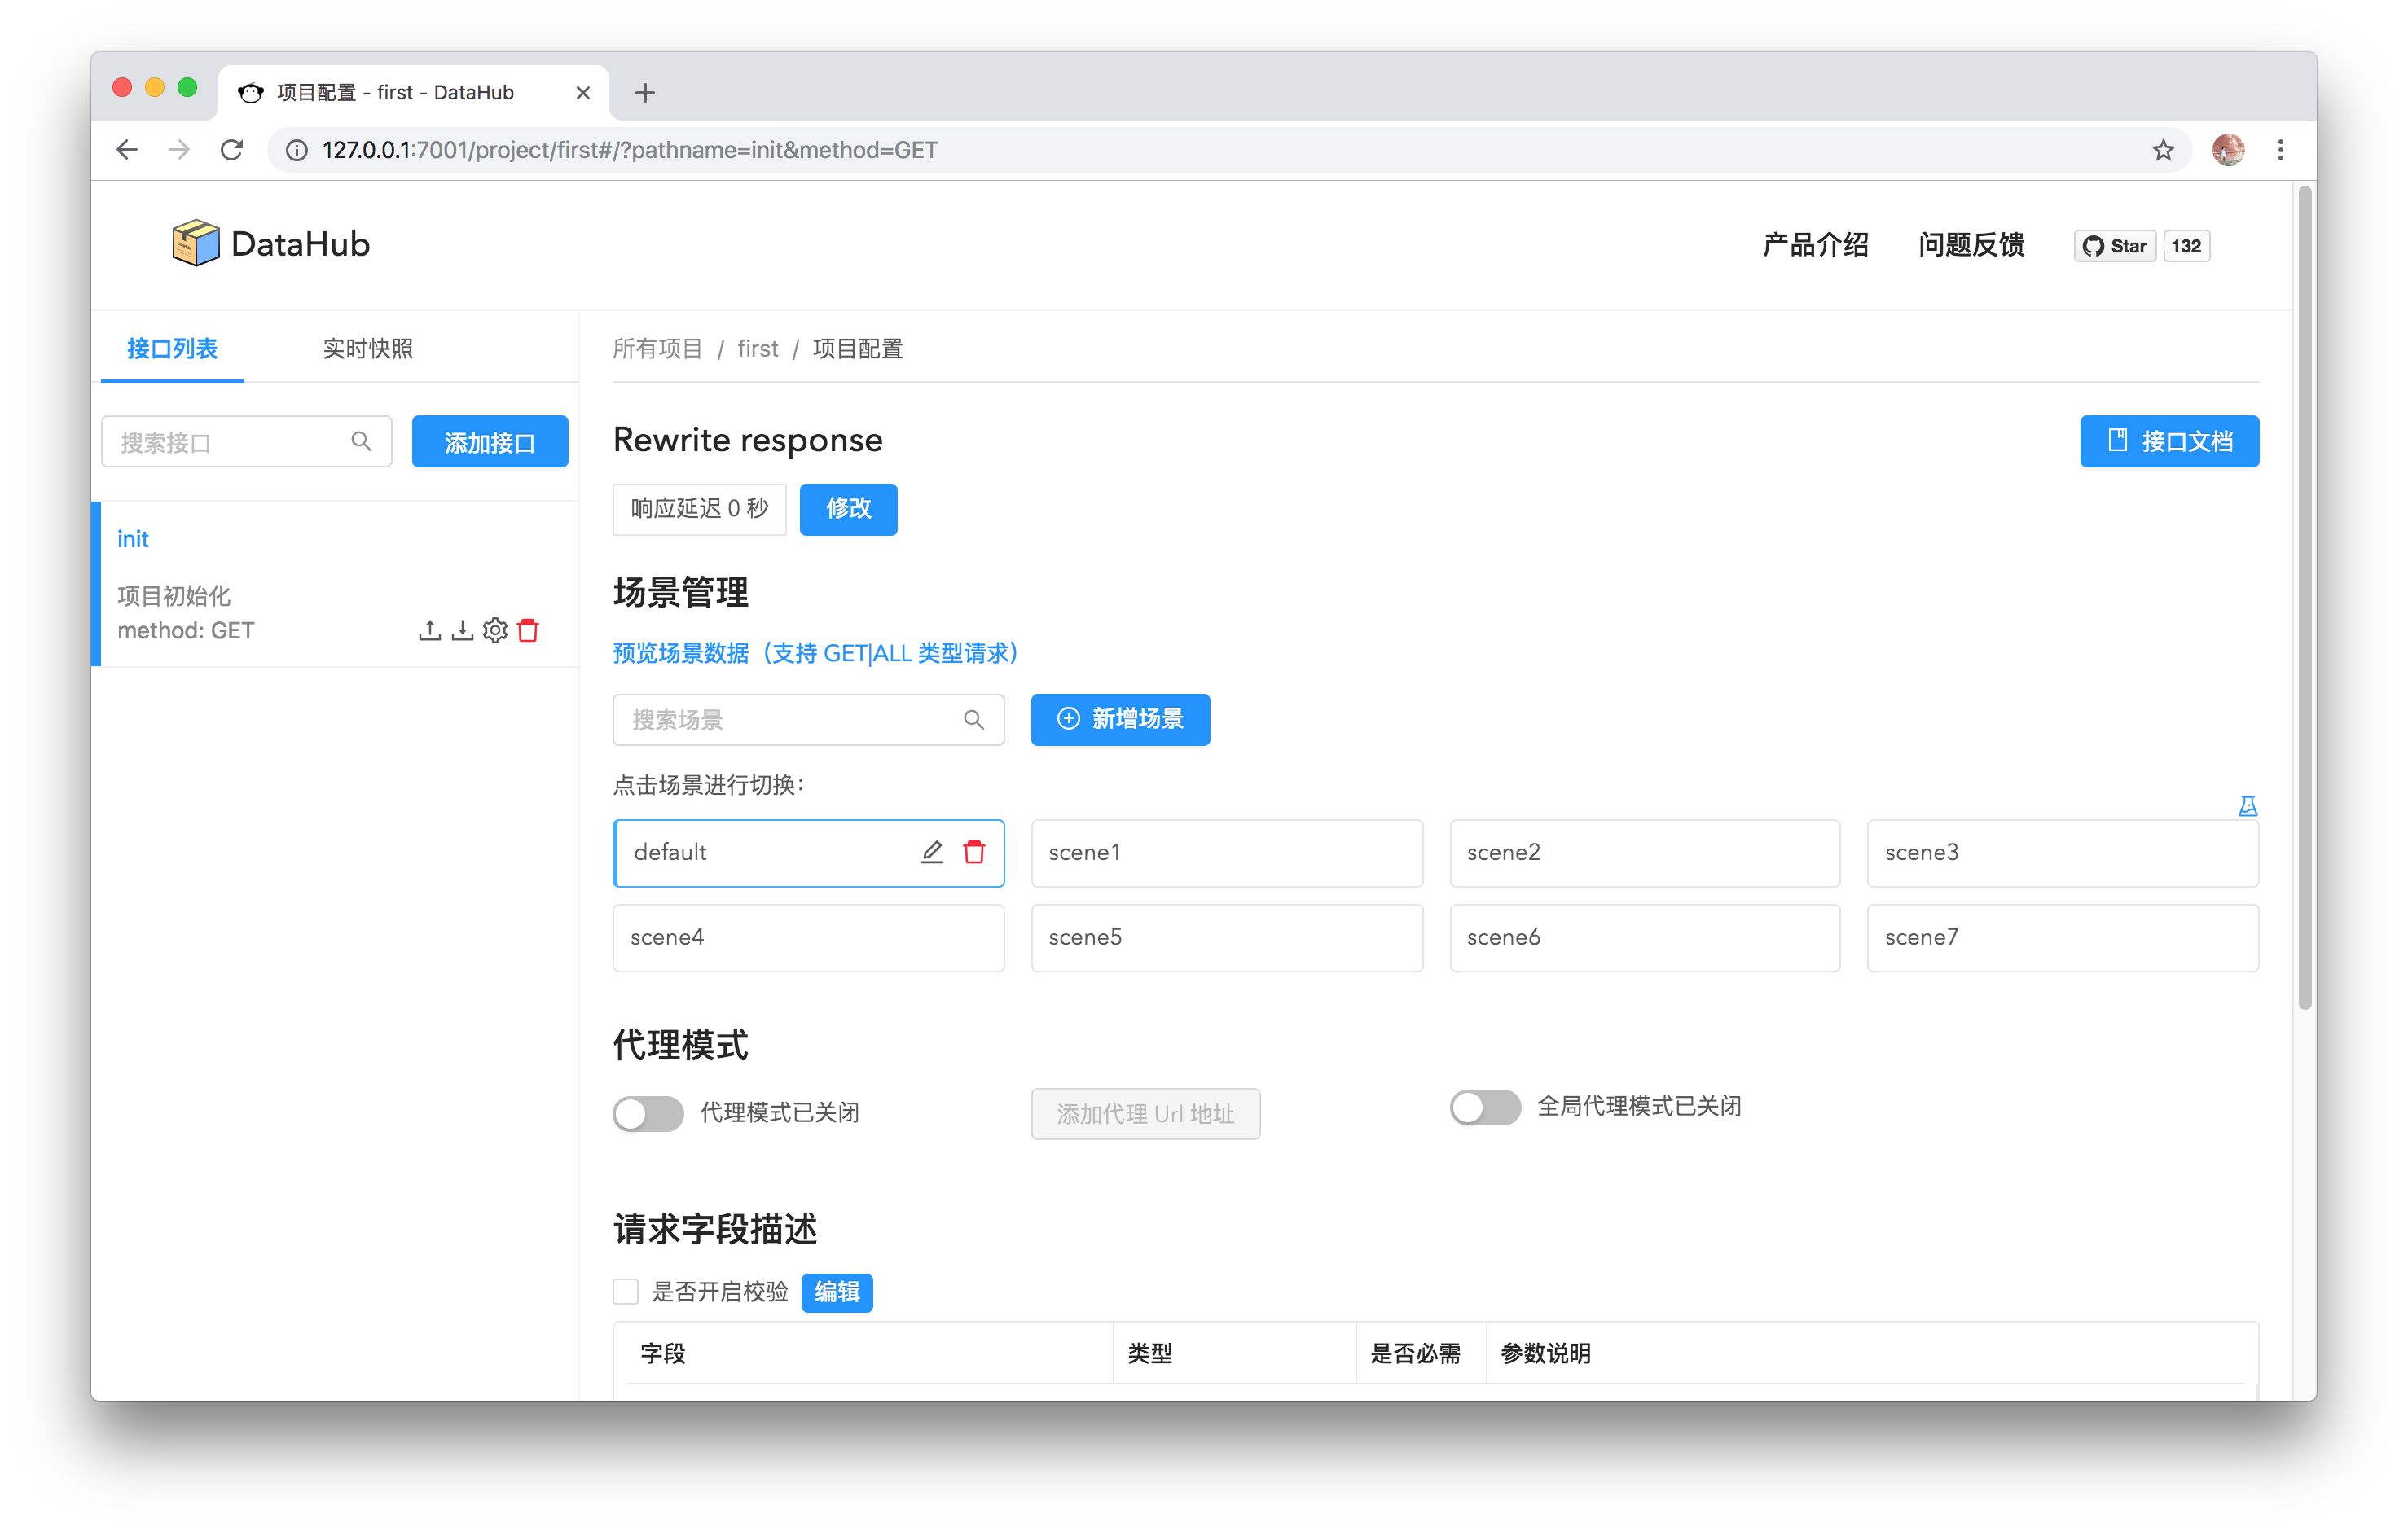 项目配置 - first - DataHub
127.0.0.1:7001/project/first#/?pathname=init&method=GET
DataHub
产品介绍
问题反馈
Star
132
接口列表
实时快照
所有项目 / first / 项目配置
搜索接口
添加接口
init
项目初始化
method: GET
Rewrite response
接口文档
响应延迟 0 秒
修改
场景管理
预览场景数据（支持 GET|ALL 类型请求）
搜索场景
新增场景
点击场景进行切换：
default
scene1
scene2
scene3
scene4
scene5
scene6
scene7
代理模式
代理模式已关闭
添加代理 Url 地址
全局代理模式已关闭
请求字段描述
是否开启校验
编辑
字段
类型
是否必需
参数说明